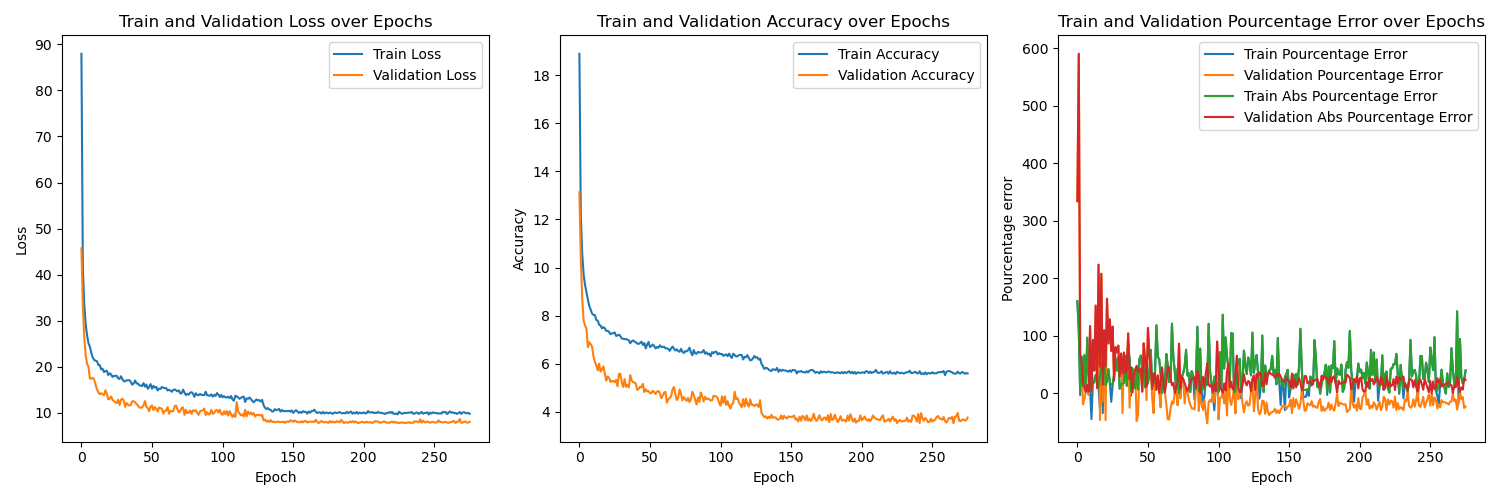 Train and Validation Loss over Epochs
Train Loss
Validation Loss
90
80
70
60
50
40
30
20
10
Loss
0
50
100
150
200
250
Epoch
Train and Validation Accuracy over Epochs
Train Accuracy
Validation Accuracy
18
16
14
12
10
8
6
4
Accuracy
0
50
100
150
200
250
Epoch
Train and Validation Pourcentage Error over Epochs
Train Pourcentage Error
Validation Pourcentage Error
Train Abs Pourcentage Error
Validation Abs Pourcentage Error
600
500
400
300
200
100
0
Pourcentage error
0
50
100
150
200
250
Epoch